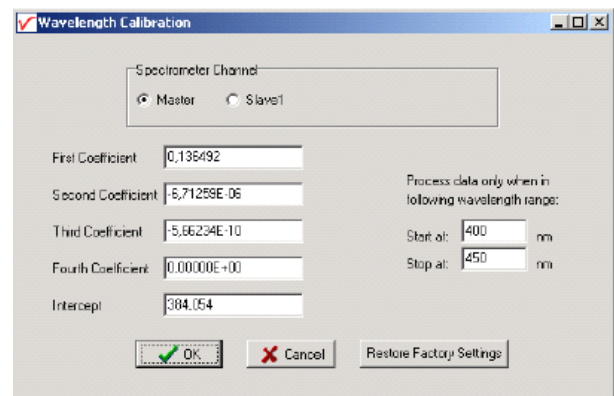 Wavelength Calibration
Spectrometer Channel
Master
Slave1
First Coefficient
0,136492
Second Coefficient
-6,71259E-06
Third Coefficient
-5,66234E-10
Fourth Coefficient
0.00000E+00
Intercept
384,054
Process data only when in
following wavelength range:
Start at: 400 nm
Stop at: 450 nm
OK
Cancel
Restore Factory Settings